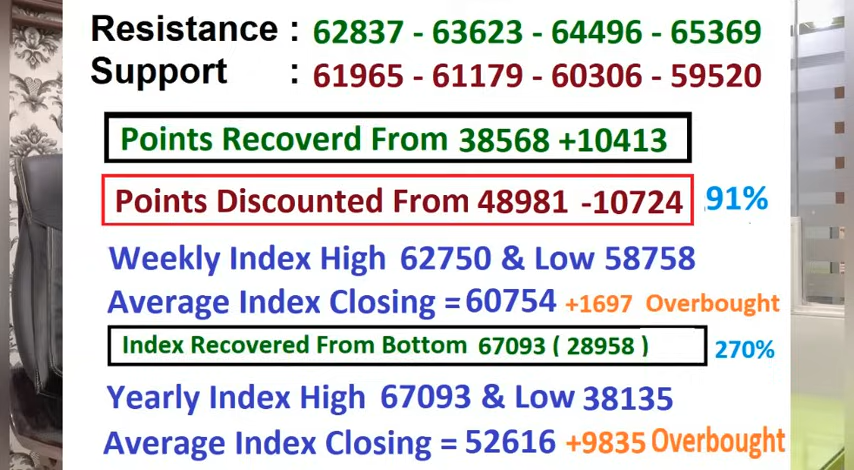 Resistance : 62837 - 63623 - 64496 - 65369
Support : 61965 - 61179 - 60306 - 59520
Points Recoverd From 38568 +10413
Points Discounted From 48981 -10724 91%
Weekly Index High 62750 & Low 58758
Average Index Closing = 60754 +1697 Overbought
Index Recovered From Bottom 67093 ( 28958 ) 270%
Yearly Index High 67093 & Low 38135
Average Index Closing = 52616 +9835 Overbought